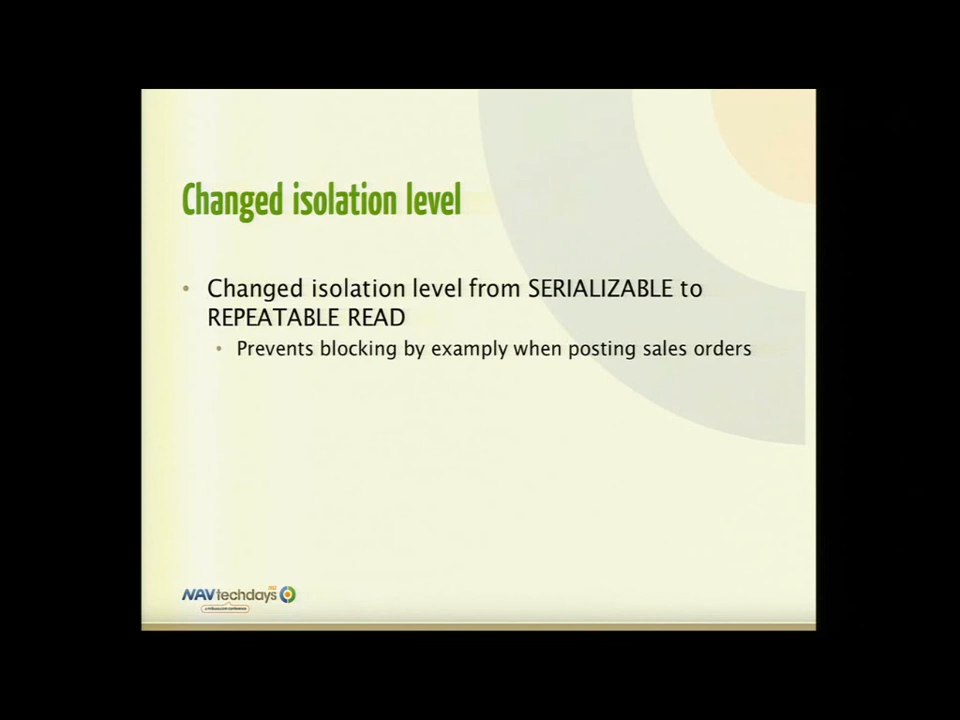 Changed isolation level
• Changed isolation level from SERIALIZABLE to
REPEATABLE READ
• Prevents blocking by examply when posting sales orders
NAVtechdays